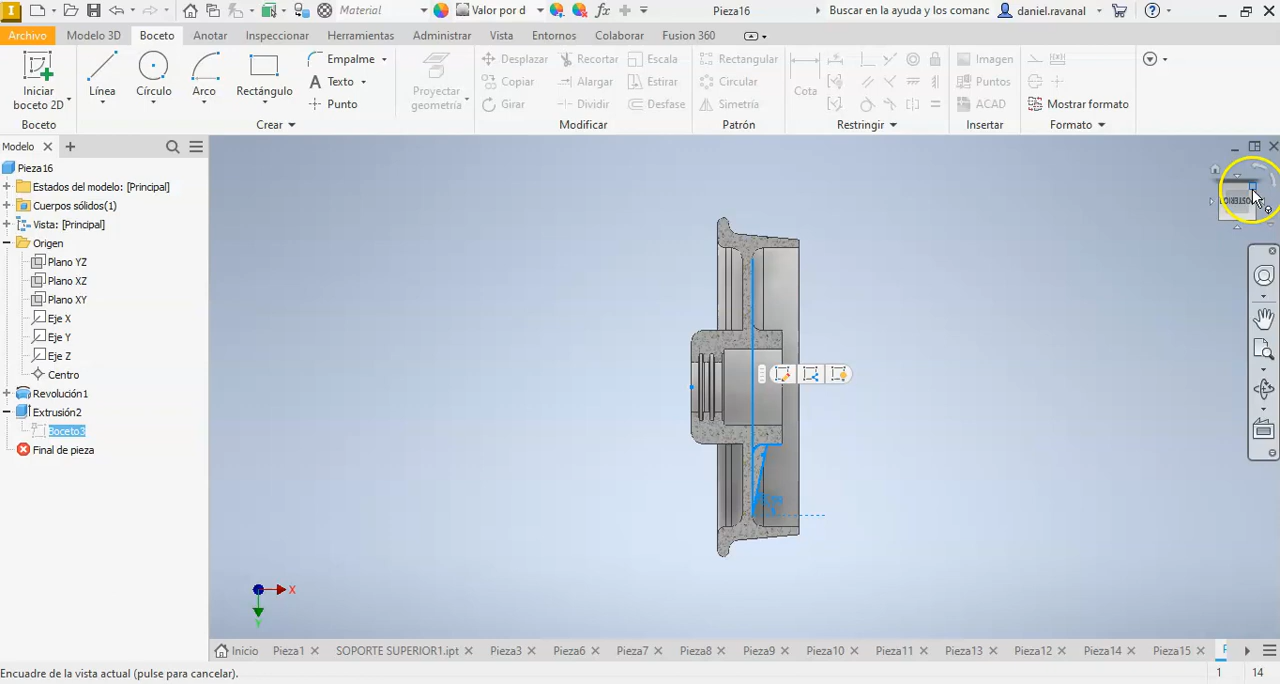 Material
Valor por d
Pieza16
Buscar en la ayuda y los comanc
daniel.ravanal
Archivo
Modelo 3D
Boceto
Anotar
Inspeccionar
Herramientas
Administrar
Vista
Entornos
Colaborar
Fusion 360
Iniciar
boceto 2D
Línea
Círculo
Arco
Rectángulo
Empalme
Texto
Punto
Proyectar
geometría
Desplazar
Copiar
Girar
Recortar
Alargar
Dividir
Escala
Estirar
Desfase
Rectangular
Circular
Simetría
Cota
Imagen
Puntos
ACAD
Mostrar formato
Boceto
Crear
Modificar
Patrón
Restringir
Insertar
Formato
Modelo
Pieza16
Estados del modelo: [Principal]
Cuerpos sólidos(1)
Vista: [Principal]
Origen
Plano YZ
Plano XZ
Plano XY
Eje X
Eje Y
Eje Z
Centro
Revolución1
Extrusión2
Boceto3
Final de pieza
POSTERIOR
X
Y
Inicio
Pieza1
SOPORTE SUPERIOR1.ipt
Pieza3
Pieza6
Pieza7
Pieza8
Pieza9
Pieza10
Pieza11
Pieza13
Pieza12
Pieza14
Pieza15
P
Encuadre de la vista actual (pulse para cancelar).
1
14